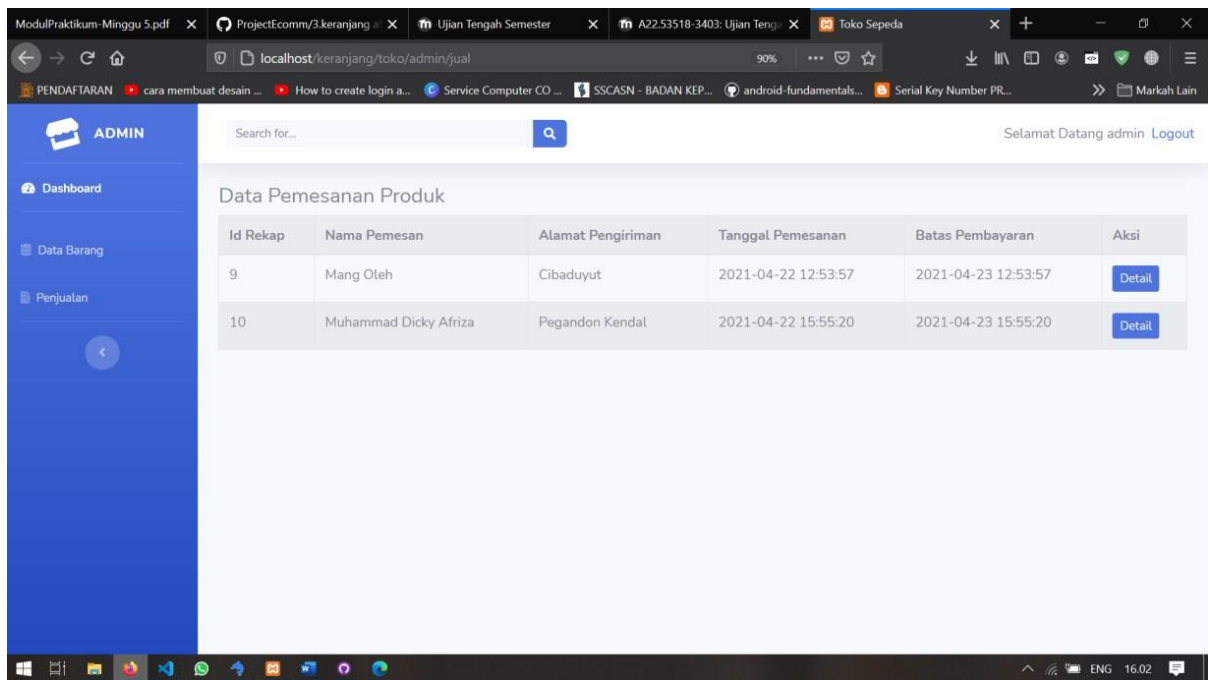 ModulPraktikum-Minggu 5.pdf
ProjectEcomm/3.keranjang at
Ujian Tengah Semester
A22.53518-3403: Ujian Tenga
Toko Sepeda
localhost/keranjang/toko/admin/jual
90%
PENDAFTARAN
cara membuat desain ...
How to create login a...
Service Computer CO ...
SSCASN - BADAN KEP...
android-fundamentals...
Serial Key Number PR...
Markah Lain
ADMIN
Search for...
Selamat Datang admin Logout
Dashboard
Data Barang
Penjualan
Data Pemesanan Produk
Id Rekap Nama Pemesan Alamat Pengiriman Tanggal Pemesanan Batas Pembayaran Aksi
9 Mang Oleh Cibaduyut 2021-04-22 12:53:57 2021-04-23 12:53:57 Detail
10 Muhammad Dicky Afriza Pegandon Kendal 2021-04-22 15:55:20 2021-04-23 15:55:20 Detail
ENG 16.02